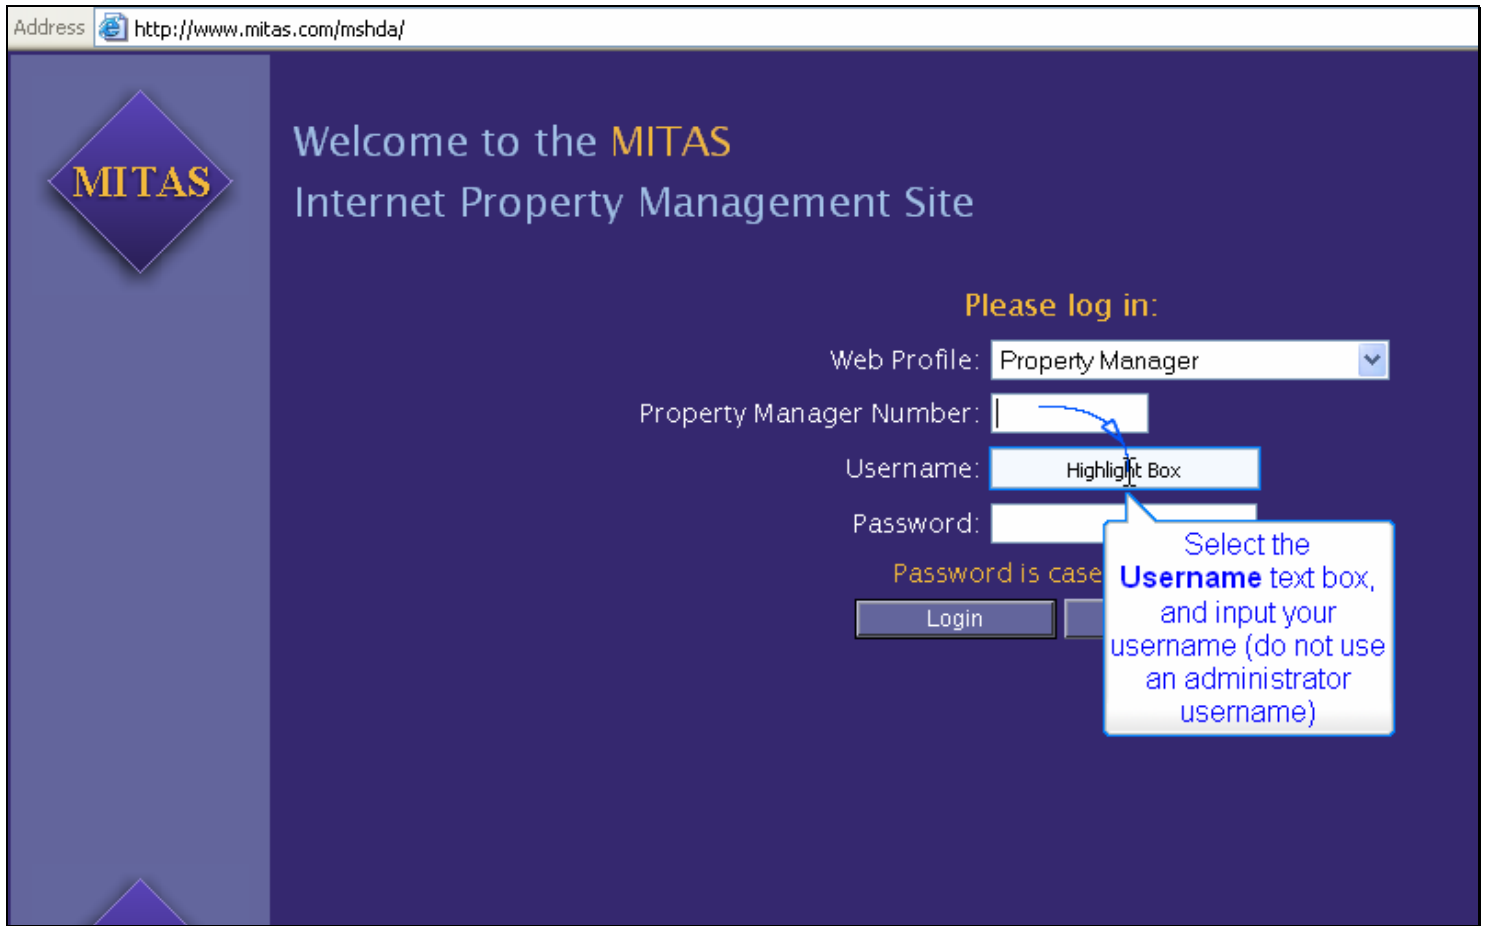 Address http://www.mitas.com/mshda/
MITAS
Welcome to the MITAS
Internet Property Management Site
Please log in:
Web Profile: Property Manager
Property Manager Number:
Username: Highlight Box
Password:
Password is case
Login
Select the
Username text box,
and input your
username (do not use
an administrator
username)